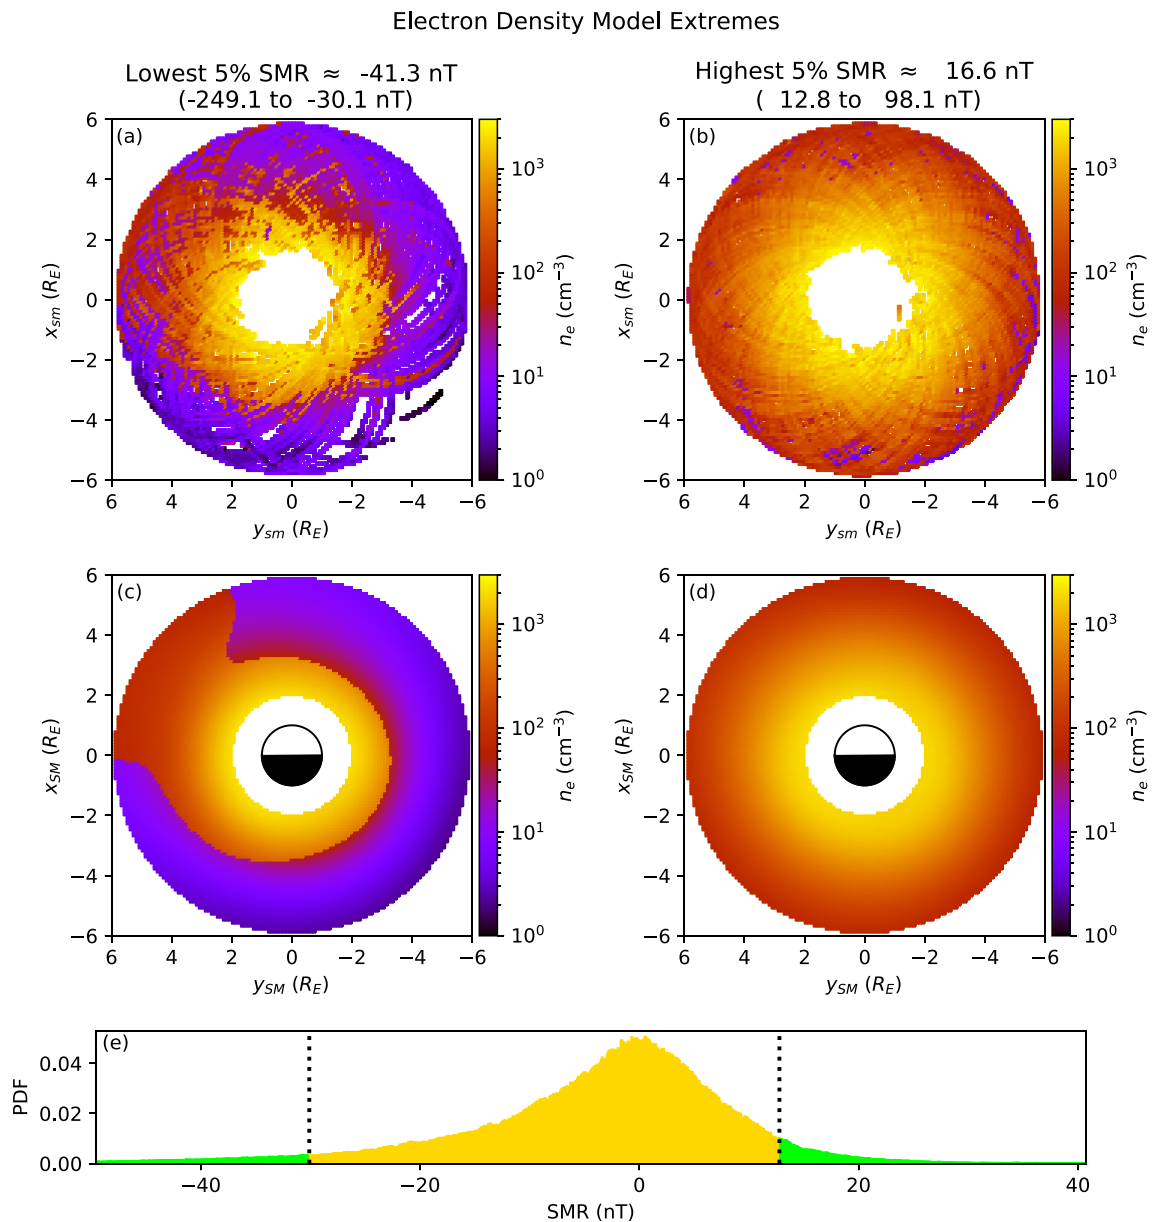 Electron Density Model Extremes
Lowest 5% SMR ≈ -41.3 nT
(-249.1 to -30.1 nT)
Highest 5% SMR ≈ 16.6 nT
( 12.8 to 98.1 nT)
(a)
6
4
2
0
−2
−4
−6
x_sm (R_E)
6 4 2 0 −2 −4 −6
y_sm (R_E)
10^3
10^2
10^1
10^0
n_e (cm^−3)
(b)
6
4
2
0
−2
−4
−6
x_sm (R_E)
6 4 2 0 −2 −4 −6
y_sm (R_E)
10^3
10^2
10^1
10^0
n_e (cm^−3)
(c)
6
4
2
0
−2
−4
−6
x_SM (R_E)
6 4 2 0 −2 −4 −6
y_SM (R_E)
10^3
10^2
10^1
10^0
n_e (cm^−3)
(d)
6
4
2
0
−2
−4
−6
x_SM (R_E)
6 4 2 0 −2 −4 −6
y_SM (R_E)
10^3
10^2
10^1
10^0
n_e (cm^−3)
(e)
0.04
0.02
0.00
PDF
−40 −20 0 20 40
SMR (nT)